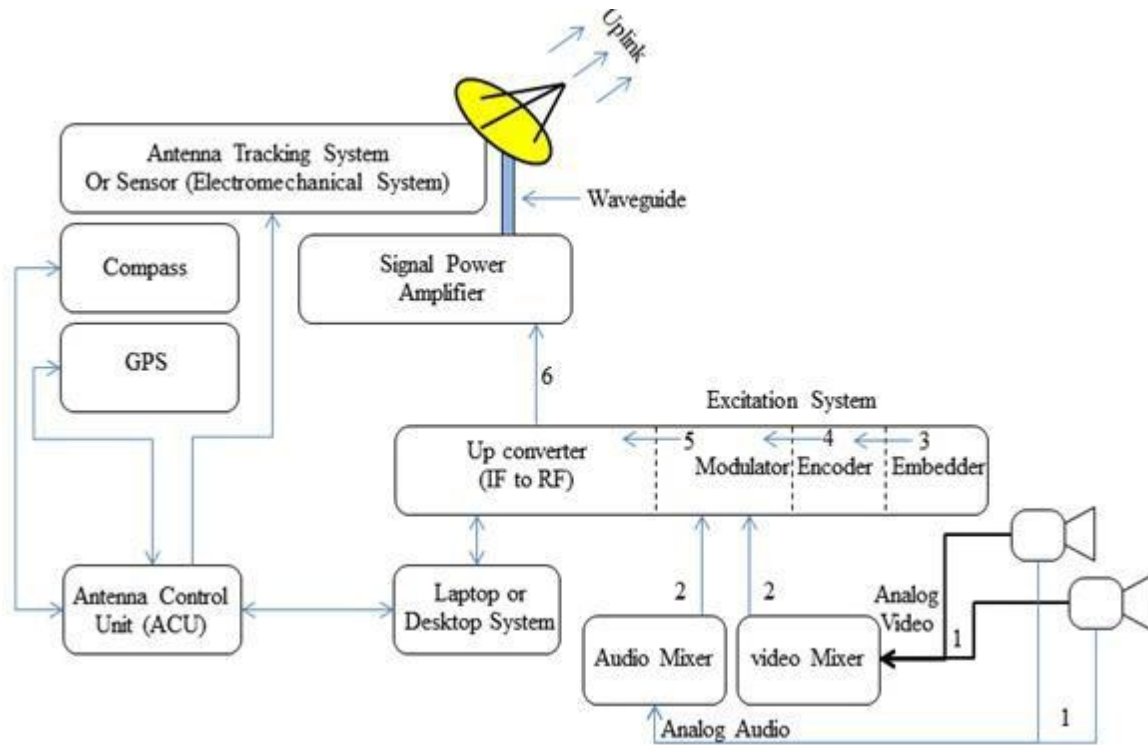 Uplink
Antenna Tracking System
Or Sensor (Electromechanical System)
Waveguide
Compass
Signal Power
Amplifier
GPS
6
Excitation System
Up converter
(IF to RF)
5
4
3
Modulator
Encoder
Embedder
Antenna Control
Unit (ACU)
Laptop or
Desktop System
2
2
Analog
Video
1
Audio Mixer
video Mixer
Analog Audio
1